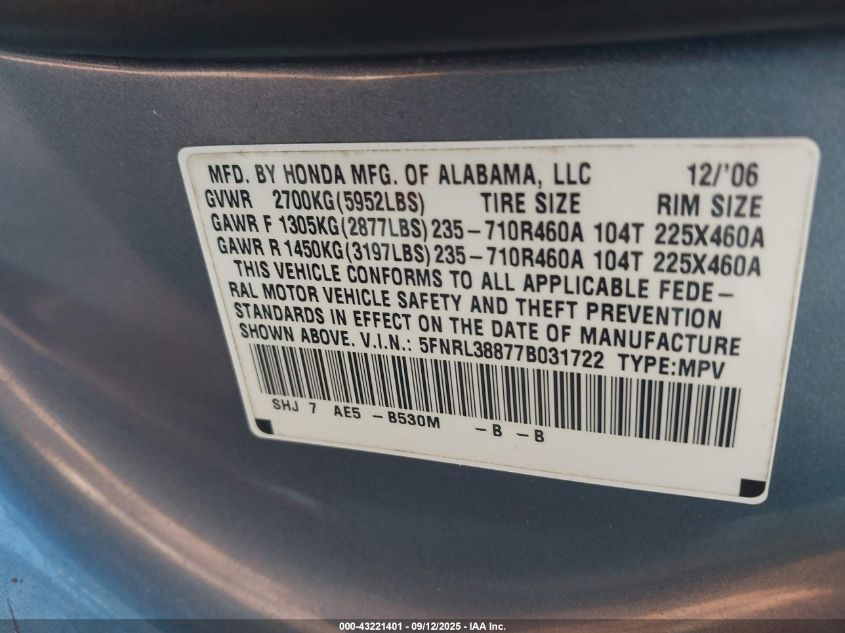 MFD. BY HONDA MFG. OF ALABAMA, LLC 12/'06
GVWR 2700KG(5952LBS) TIRE SIZE RIM SIZE
GAWR F 1305KG(2877LBS) 235-710R460A 104T 225X460A
GAWR R 1450KG(3197LBS) 235-710R460A 104T 225X460A
THIS VEHICLE CONFORMS TO ALL APPLICABLE FEDE-
RAL MOTOR VEHICLE SAFETY AND THEFT PREVENTION
STANDARDS IN EFFECT ON THE DATE OF MANUFACTURE
SHOWN ABOVE. V.I.N.: 5FNRL38877B031722 TYPE:MPV
SHJ 7 AE5 -B530M -B -B
000-43221401 - 09/12/2025 - IAA Inc.